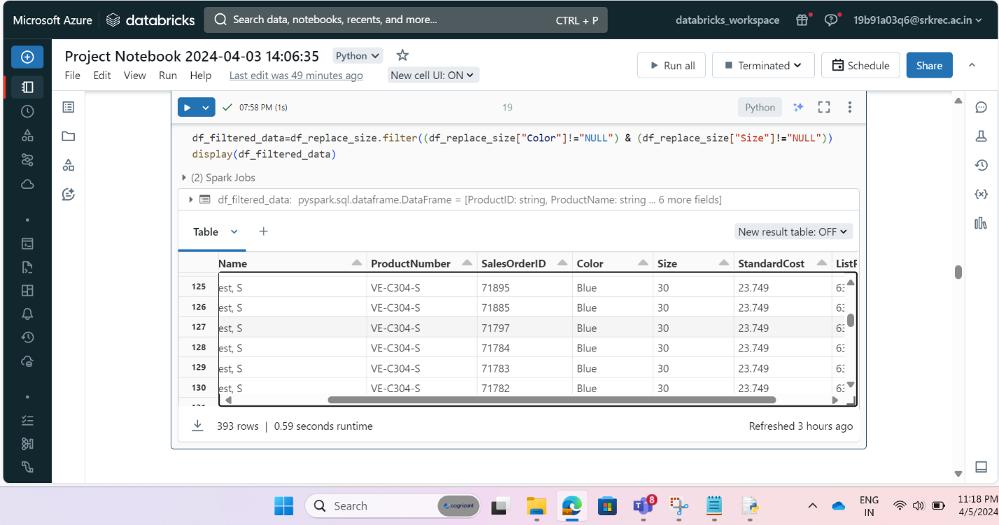 Microsoft Azure databricks Search data, notebooks, recents, and more... CTRL + P databricks_workspace 19b91a03q6@srkrec.ac.in
Project Notebook 2024-04-03 14:06:35 Python
File Edit View Run Help Last edit was 49 minutes ago New cell UI: ON
Run all Terminated Schedule Share
07:58 PM (1s) 19 Python
df_filtered_data=df_replace_size.filter((df_replace_size["Color"]!="NULL") & (df_replace_size["Size"]!="NULL"))
display(df_filtered_data)
(2) Spark Jobs
df_filtered_data: pyspark.sql.dataframe.DataFrame = [ProductID: string, ProductName: string ... 6 more fields]
Table + New result table: OFF
Name ProductNumber SalesOrderID Color Size StandardCost
125 est, S VE-C304-S 71895 Blue 30 23.749 63
126 est, S VE-C304-S 71885 Blue 30 23.749 63
127 est, S VE-C304-S 71797 Blue 30 23.749 63
128 est, S VE-C304-S 71784 Blue 30 23.749 63
129 est, S VE-C304-S 71783 Blue 30 23.749 63
130 est, S VE-C304-S 71782 Blue 30 23.749 63
393 rows | 0.59 seconds runtime Refreshed 3 hours ago
Search cognizant 8 ENG IN 11:18 PM 4/5/2024